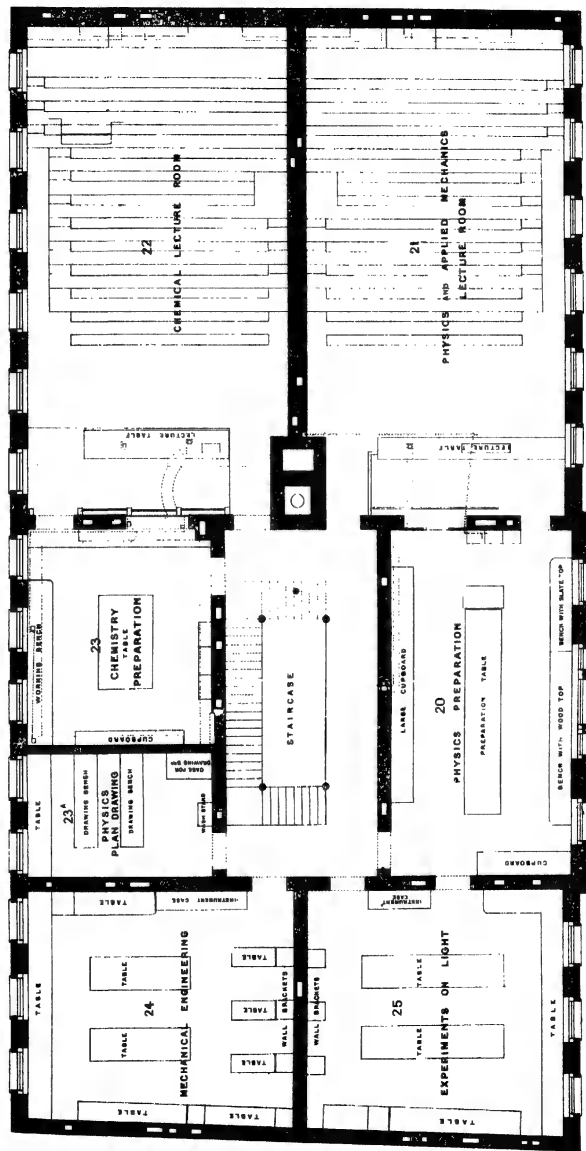 22
CHEMICAL LECTURE ROOM
21
PHYSICS AND APPLIED MECHANICS
LECTURE ROOM
LECTURE TABLE
LECTURE TABLE
WORKING BENCH
23
CHEMISTRY
TABLE
PREPARATION
CUPBOARD
STAIRCASE
LARGE CUPBOARD
20
PHYSICS PREPARATION
PREPARATION TABLE
BENCH WITH SLATE TOP
BENCH WITH WOOD TOP
CUPBOARD
TABLE
23A
DRAWING BENCH
PHYSICS
PLAN DRAWING
DRAWING BENCH
CASE FOR
DRAWING BDS
WASH STAND
TABLE
TABLE
INSTRUMENT CASE
24
MECHANICAL ENGINEERING
TABLE
TABLE
TABLE
TABLE
TABLE
WALL BRACKETS
TABLE
TABLE
WALL BRACKETS
INSTRUMENT
CASE
25
EXPERIMENTS ON LIGHT
TABLE
TABLE
TABLE
TABLE